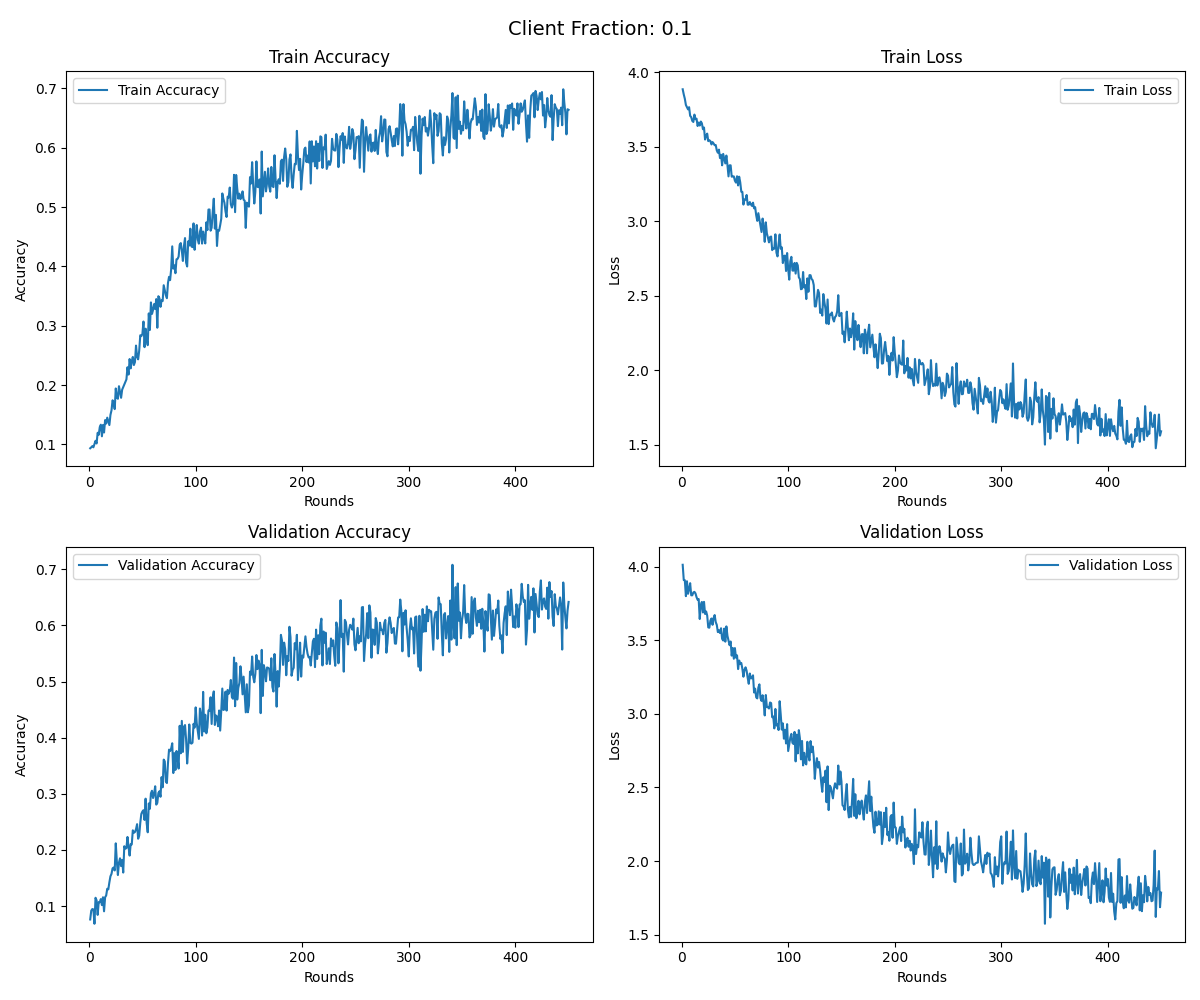 Client Fraction: 0.1
Train Accuracy
Train Accuracy
0.7
0.6
0.5
0.4
0.3
0.2
0.1
Accuracy
0 100 200 300 400
Rounds
Train Loss
Train Loss
4.0
3.5
3.0
2.5
2.0
1.5
Loss
0 100 200 300 400
Rounds
Validation Accuracy
Validation Accuracy
0.7
0.6
0.5
0.4
0.3
0.2
0.1
Accuracy
0 100 200 300 400
Rounds
Validation Loss
Validation Loss
4.0
3.5
3.0
2.5
2.0
1.5
Loss
0 100 200 300 400
Rounds